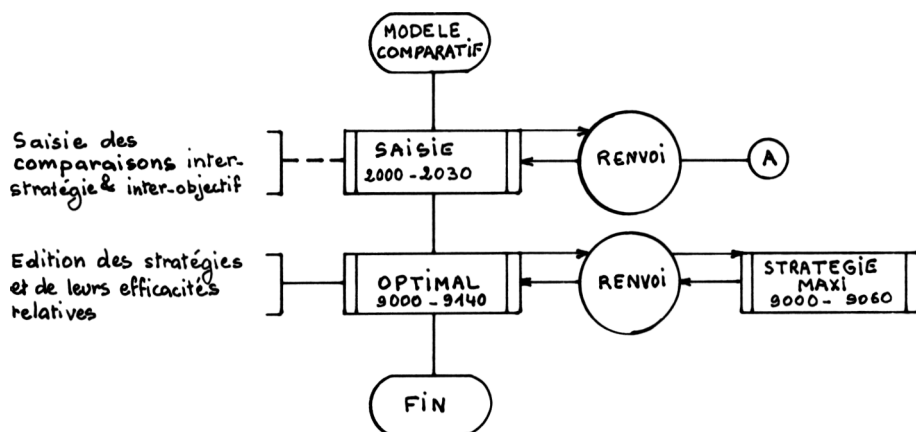 MODELE
COMPARATIF
Saisie des
comparaisons inter-
stratégie & inter-objectif
SAISIE
2000-2030
RENVOI
A
Edition des stratégies
et de leurs efficacités
relatives
OPTIMAL
9000-9140
RENVOI
STRATEGIE
MAXI
9000-9060
FIN